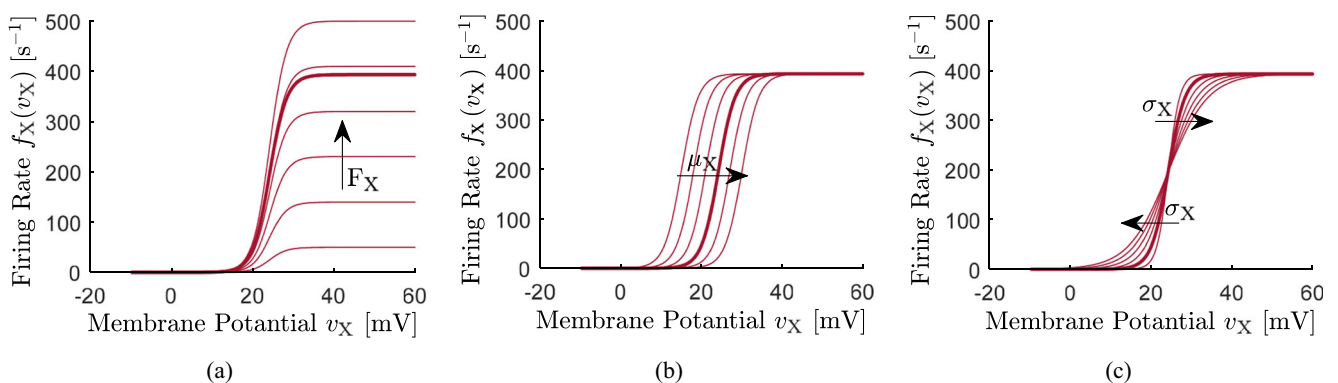 Firing Rate f_X(v_X) [s⁻¹]
500
400
300
200
100
0
F_X
-20 0 20 40 60
Membrane Potential v_X [mV]
(a)
Firing Rate f_X(v_X) [s⁻¹]
500
400
300
200
100
0
μ_X
-20 0 20 40 60
Membrane Potential v_X [mV]
(b)
Firing Rate f_X(v_X) [s⁻¹]
500
400
300
200
100
0
σ_X
σ_X
-20 0 20 40 60
Membrane Potential v_X [mV]
(c)